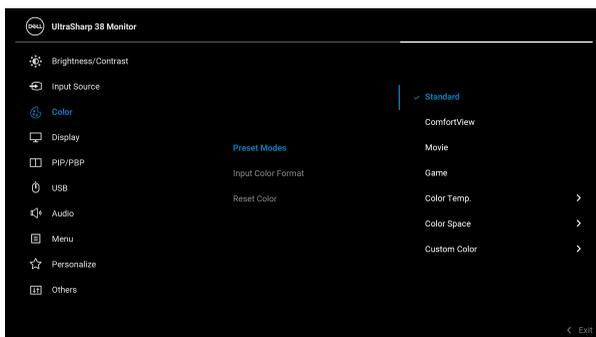 DELL UltraSharp 38 Monitor
Brightness/Contrast
Input Source
Color
Display
PIP/PBP
USB
Audio
Menu
Personalize
Others
Preset Modes
Input Color Format
Reset Color
Standard
ComfortView
Movie
Game
Color Temp.
Color Space
Custom Color
Exit